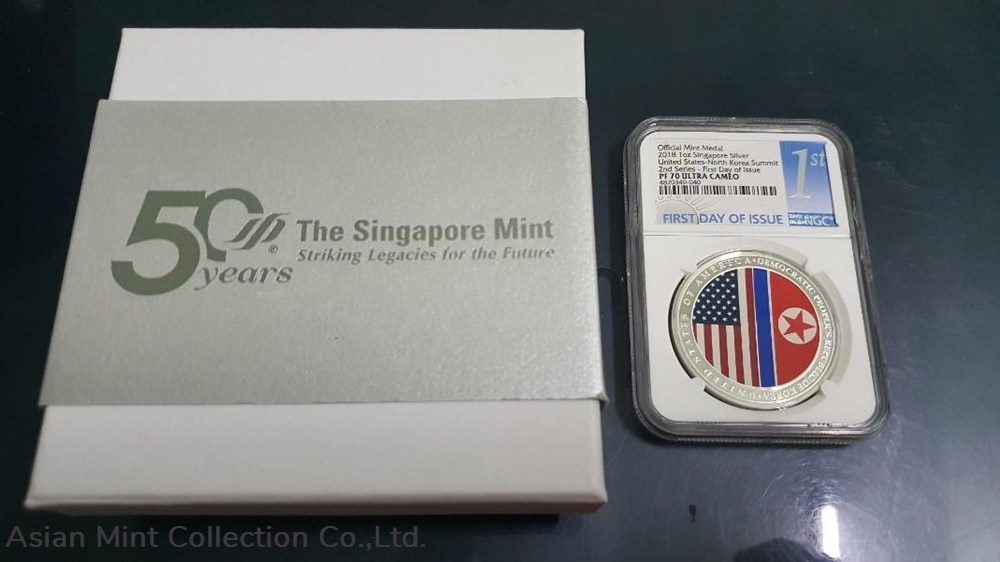 50 years
®
The Singapore Mint
Striking Legacies for the Future
Official Mint Medal
2018 1oz Singapore Silver
United States-North Korea Summit
2nd Series - First Day of Issue
PF 70 ULTRA CAMEO
4870349-040
1st
FIRST DAY OF ISSUE
NGC
UNITED STATES OF AMERICA • DEMOCRATIC PEOPLE'S REPUBLIC OF KOREA •
Asian Mint Collection Co.,Ltd.